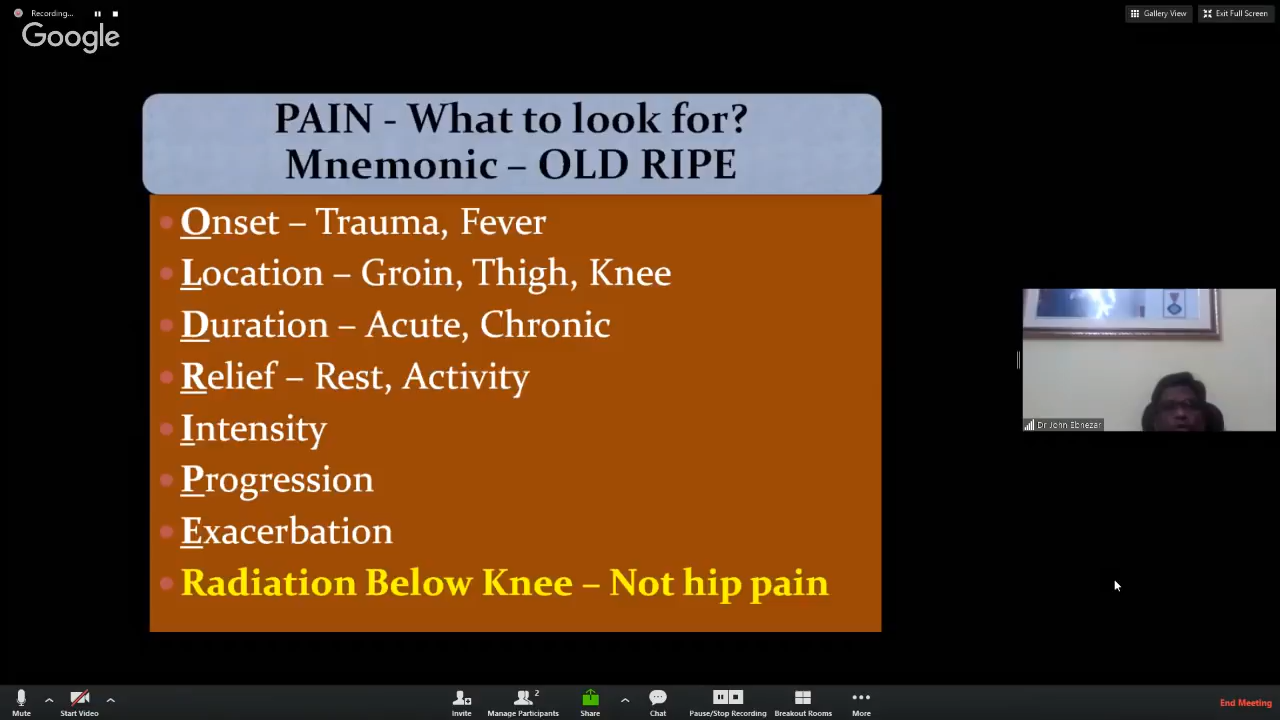 Recording...
Gallery View
Exit Full Screen
Google
PAIN - What to look for?
Mnemonic – OLD RIPE
Onset – Trauma, Fever
Location – Groin, Thigh, Knee
Duration – Acute, Chronic
Relief – Rest, Activity
Intensity
Progression
Exacerbation
Radiation Below Knee – Not hip pain
Dr John Ebnezar
Mute
Start Video
Invite
2
Manage Participants
Share
Chat
Pause/Stop Recording
Breakout Rooms
More
End Meeting